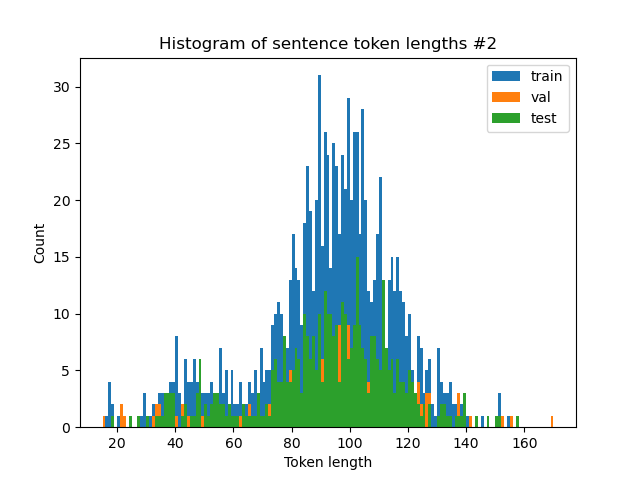 Histogram of sentence token lengths #2
train
val
test
Count
30
25
20
15
10
5
0
20 40 60 80 100 120 140 160
Token length